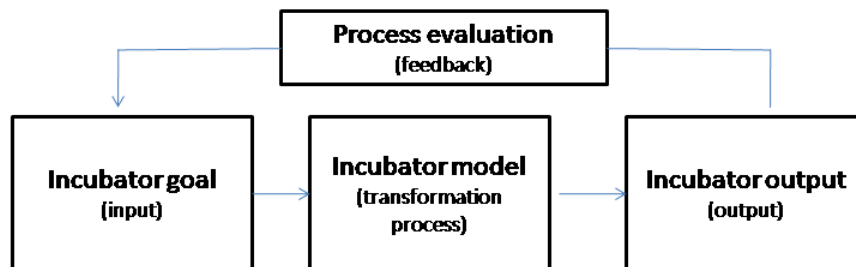 Process evaluation
(feedback)
Incubator goal
(input)
Incubator model
(transformation
process)
Incubator output
(output)